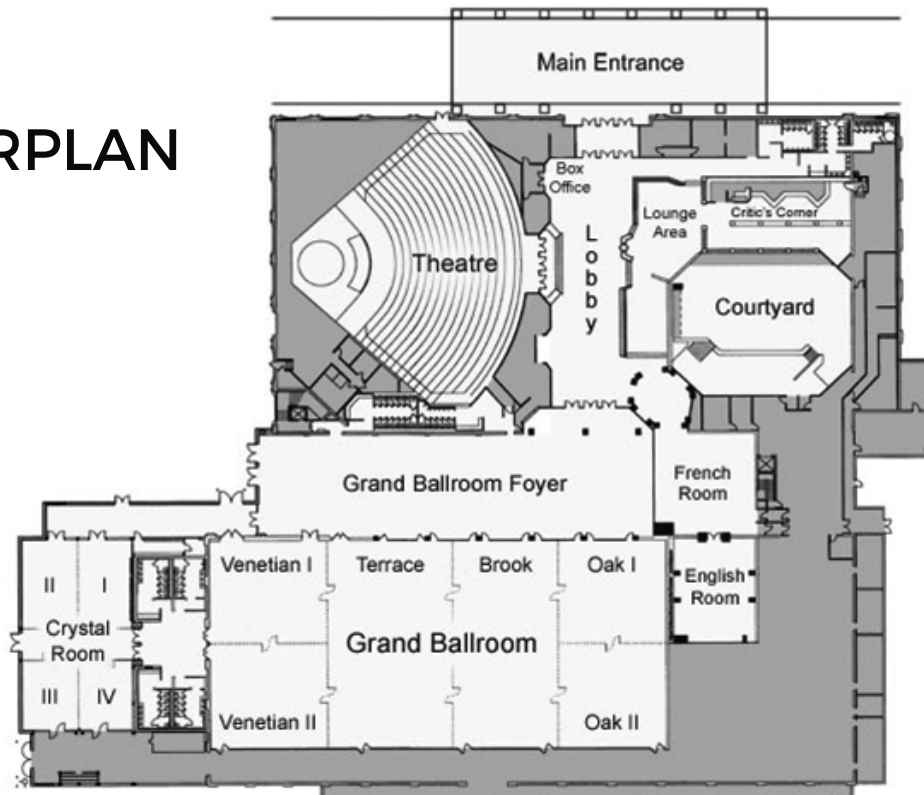 Main Entrance
RPLAN
Box
Office
Lobby
Lounge
Area
Critic's Corner
Theatre
Courtyard
Grand Ballroom Foyer
French
Room
Venetian I
Terrace
Brook
Oak I
English
Room
II
I
Crystal
Room
III
IV
Grand Ballroom
Venetian II
Oak II